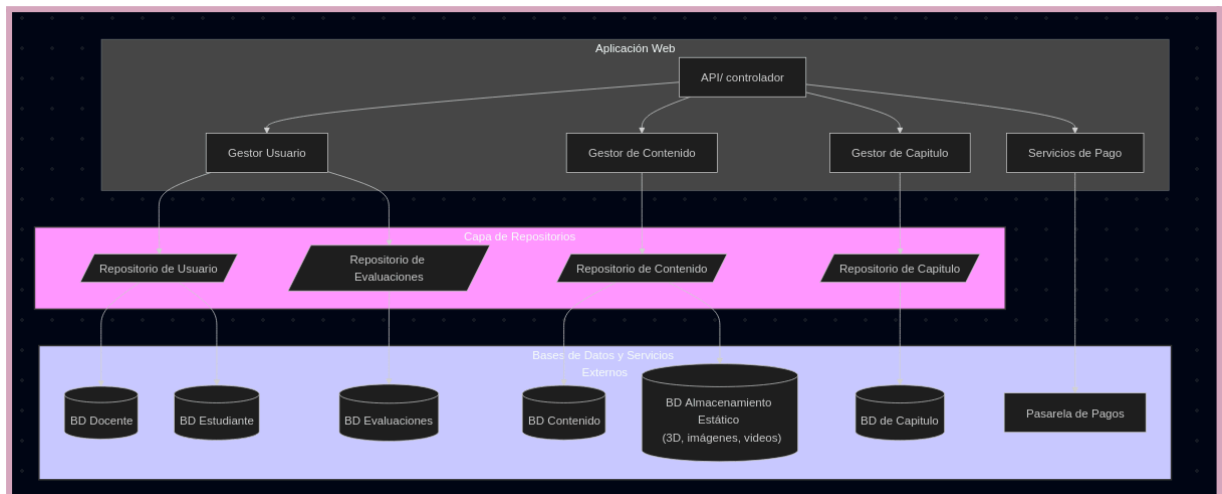 Aplicación Web
API/ controlador
Gestor Usuario
Gestor de Contenido
Gestor de Capitulo
Servicios de Pago
Capa de Repositorios
Repositorio de Usuario
Repositorio de
Evaluaciones
Repositorio de Contenido
Repositorio de Capitulo
Bases de Datos y Servicios
Externos
BD Docente
BD Estudiante
BD Evaluaciones
BD Contenido
BD Almacenamiento
Estático
(3D, imágenes, videos)
BD de Capitulo
Pasarela de Pagos